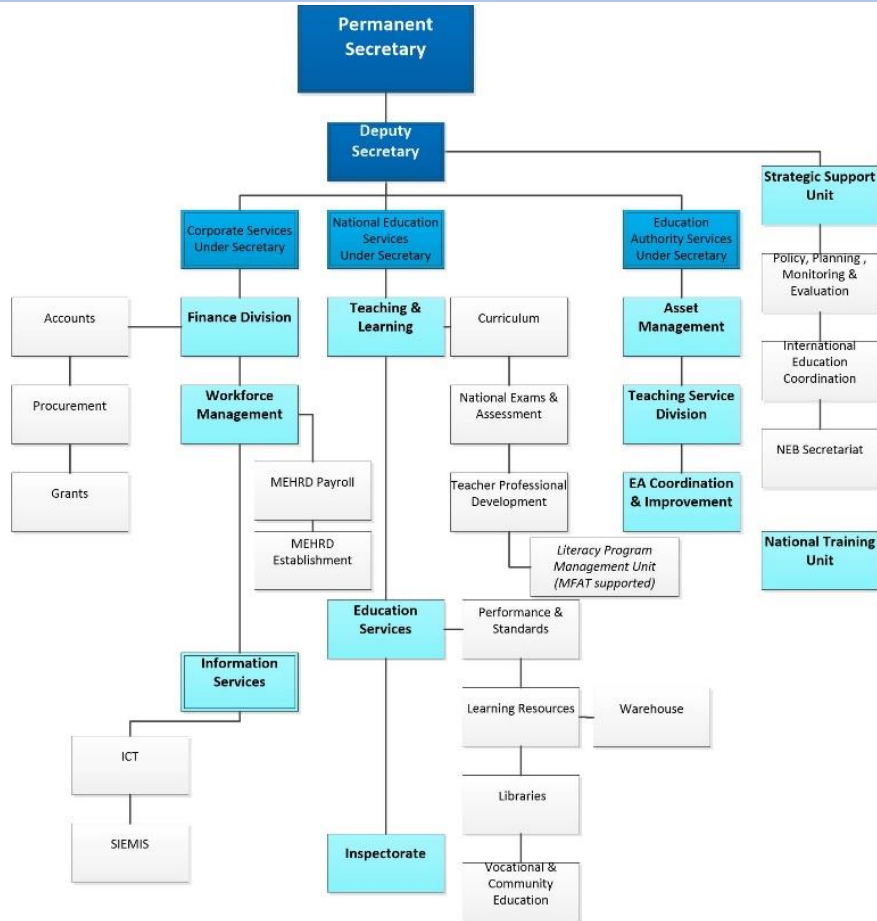 Permanent
Secretary
Deputy
Secretary
Strategic Support
Unit
Corporate Services
Under Secretary
National Education
Services
Under Secretary
Education
Authority Services
Under Secretary
Policy, Planning ,
Monitoring &
Evaluation
Accounts
Finance Division
Teaching &
Learning
Curriculum
Asset
Management
International
Education
Coordination
Procurement
Workforce
Management
National Exams &
Assessment
Teaching Service
Division
NEB Secretariat
Grants
MEHRD Payroll
Teacher Professional
Development
EA Coordination
& Improvement
MEHRD
Establishment
Literacy Program
Management Unit
(MFAT supported)
National Training
Unit
Education
Services
Performance &
Standards
Information
Services
Learning Resources
Warehouse
ICT
Libraries
SIEMIS
Inspectorate
Vocational &
Community
Education